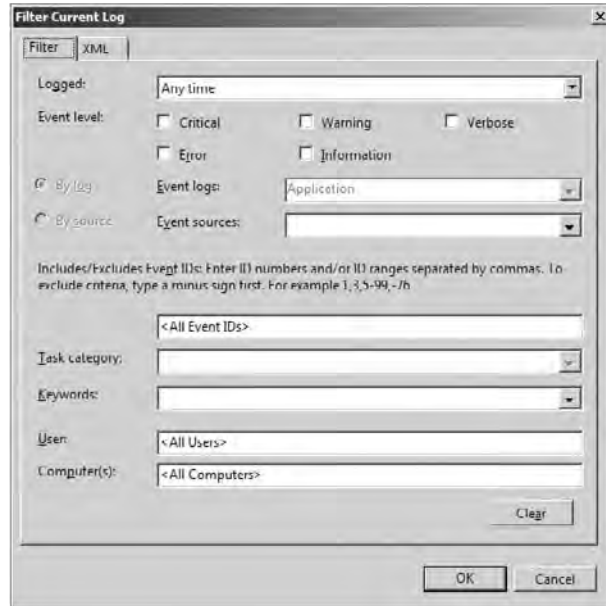 Filter Current Log
Filter XML
Logged: Any time
Event level: Critical Warning Verbose
Error Information
By log Event logs: Application
By source Event sources:
Includes/Excludes Event IDs: Enter ID numbers and/or ID ranges separated by commas. To
exclude criteria, type a minus sign first. For example 1,3,5-99,-76
<All Event IDs>
Task category:
Keywords:
User: <All Users>
Computer(s): <All Computers>
Clear
OK Cancel